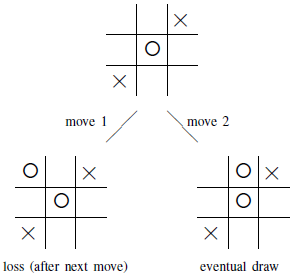 move 1
move 2
loss (after next move)
eventual draw